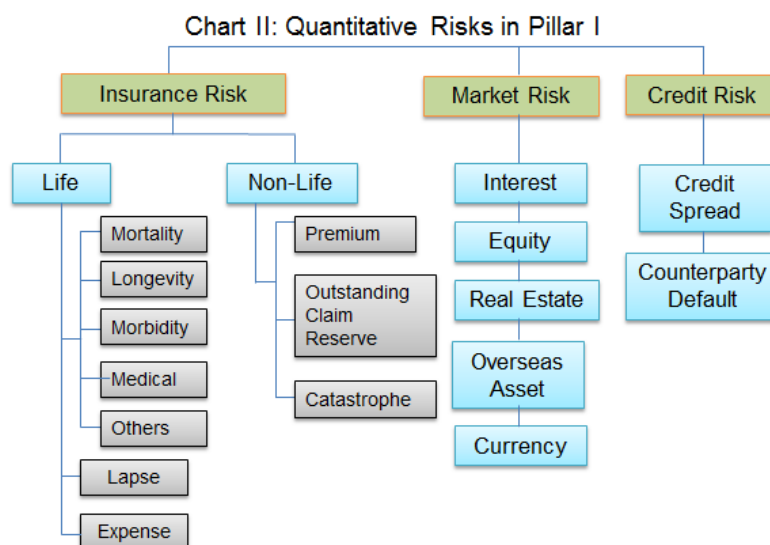 Chart II: Quantitative Risks in Pillar I
Insurance Risk
Market Risk
Credit Risk
Life
Non-Life
Mortality
Longevity
Morbidity
Medical
Others
Lapse
Expense
Premium
Outstanding
Claim
Reserve
Catastrophe
Interest
Equity
Real Estate
Overseas
Asset
Currency
Credit
Spread
Counterparty
Default